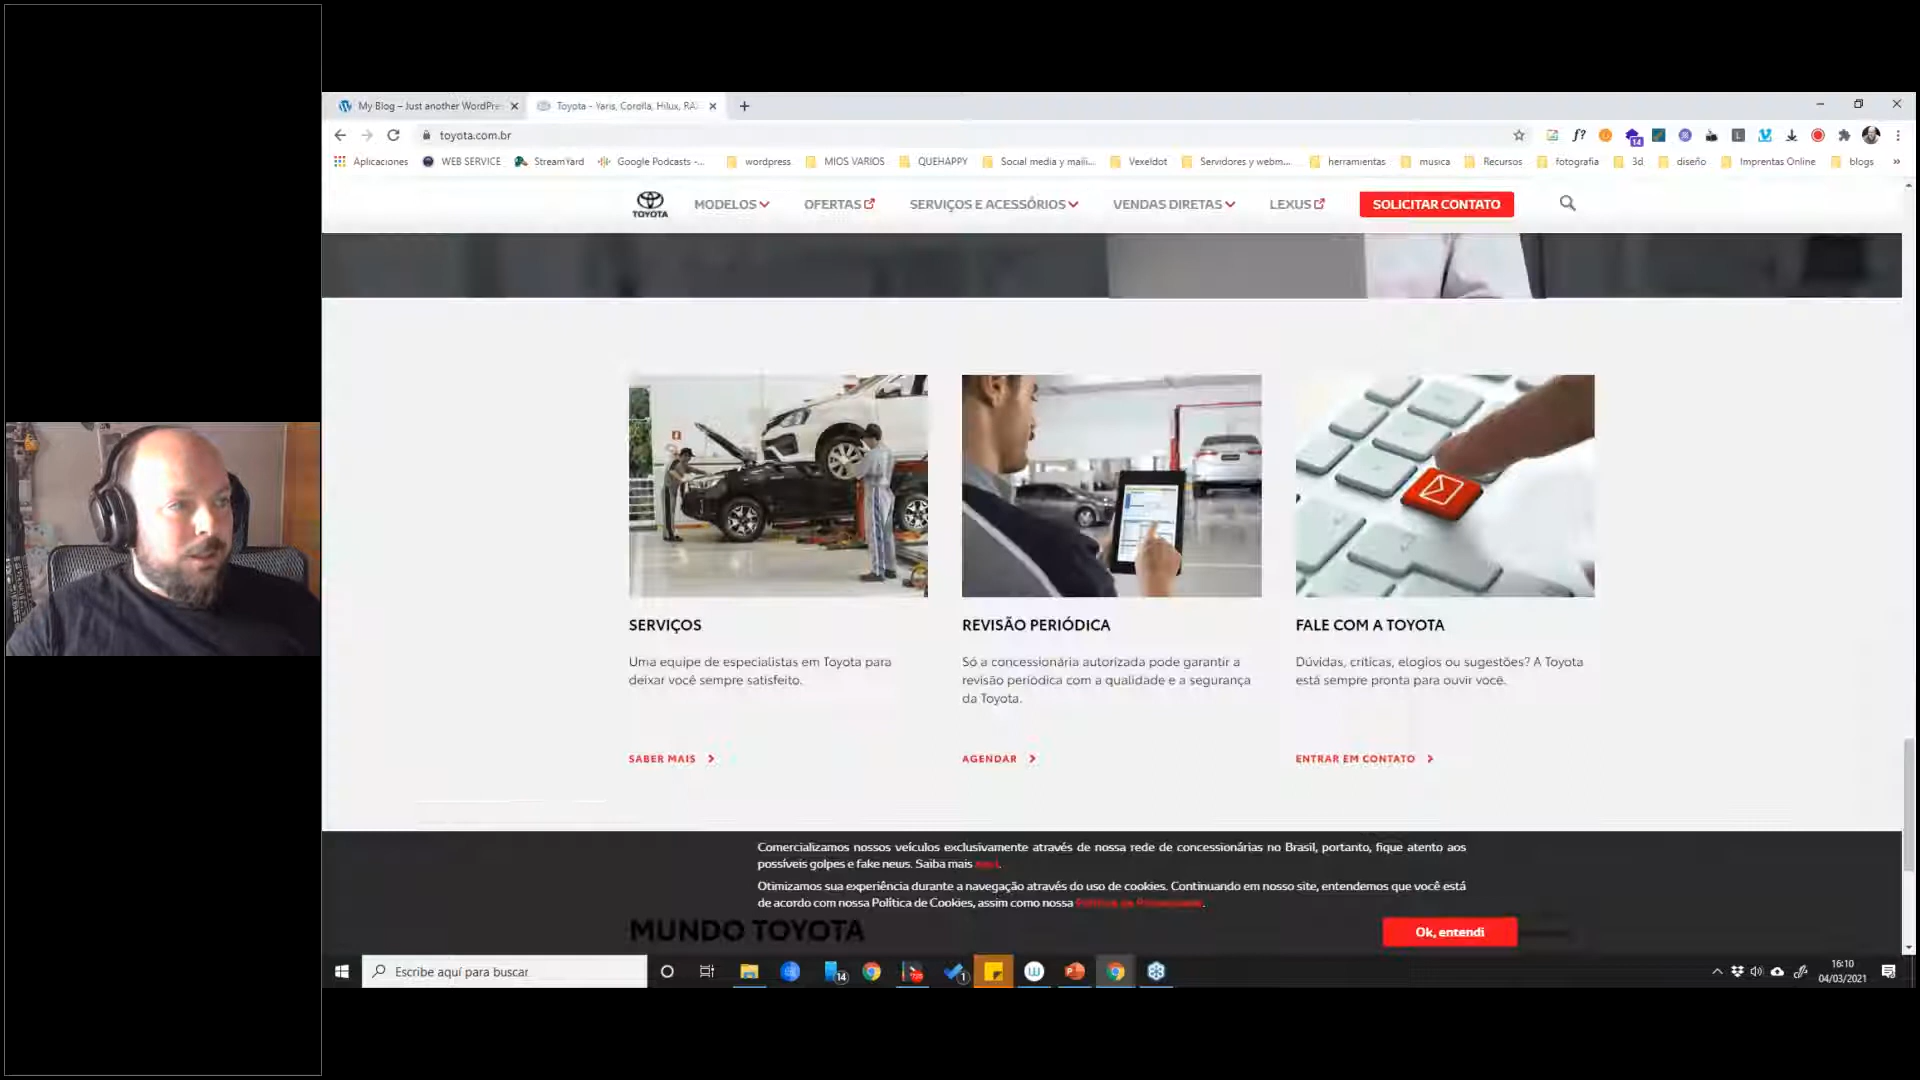 My Blog – Just another WordPre
Toyota - Yaris, Corolla, Hilux, RA
toyota.com.br
14
Aplicaciones
WEB SERVICE
StreamYard
Google Podcasts -...
wordpress
MIOS VARIOS
QUEHAPPY
Social media y maili...
Vexeldot
Servidores y webm...
herramientas
musica
Recursos
fotografia
3d
diseño
Imprentas Online
blogs
»
TOYOTA
MODELOS
OFERTAS
SERVIÇOS E ACESSÓRIOS
VENDAS DIRETAS
LEXUS
SOLICITAR CONTATO
SERVIÇOS
Uma equipe de especialistas em Toyota para
deixar você sempre satisfeito.
SABER MAIS
REVISÃO PERIÓDICA
Só a concessionária autorizada pode garantir a
revisão periódica com a qualidade e a segurança
da Toyota.
AGENDAR
FALE COM A TOYOTA
Dúvidas, críticas, elogios ou sugestões? A Toyota
está sempre pronta para ouvir você.
ENTRAR EM CONTATO
Comercializamos nossos veículos exclusivamente através de nossa rede de concessionárias no Brasil, portanto, fique atento aos
possíveis golpes e fake news. Saiba mais
Otimizamos sua experiência durante a navegação através do uso de cookies. Continuando em nosso site, entendemos que você está
de acordo com nossa Política de Cookies, assim como nossa Política de Privacidade.
MUNDO TOYOTA
Ok, entendi
Escribe aquí para buscar
14
1
16:10
04/03/2021